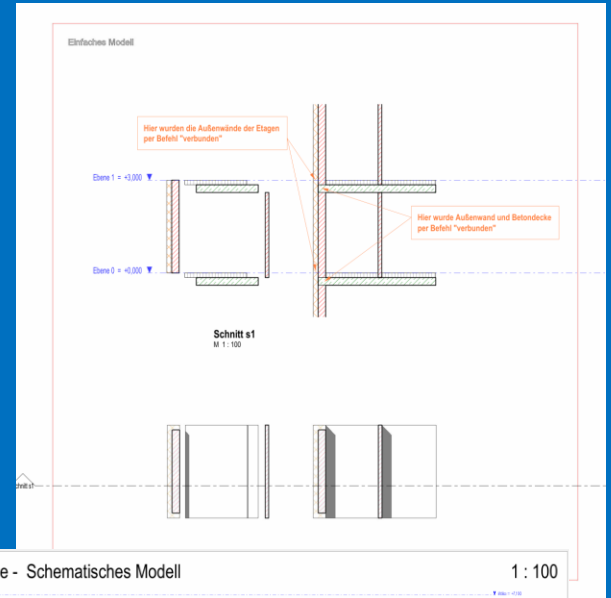 Einfaches Modell
Hier wurden die Außenwände der Etagen
per Befehl "verbunden"
Ebene 1 = +3,000
Hier wurde Außenwand und Betondecke
per Befehl "verbunden"
Ebene 0 = +0,000
Schnitt s1
M 1 : 100
e - Schematisches Modell
1 : 100